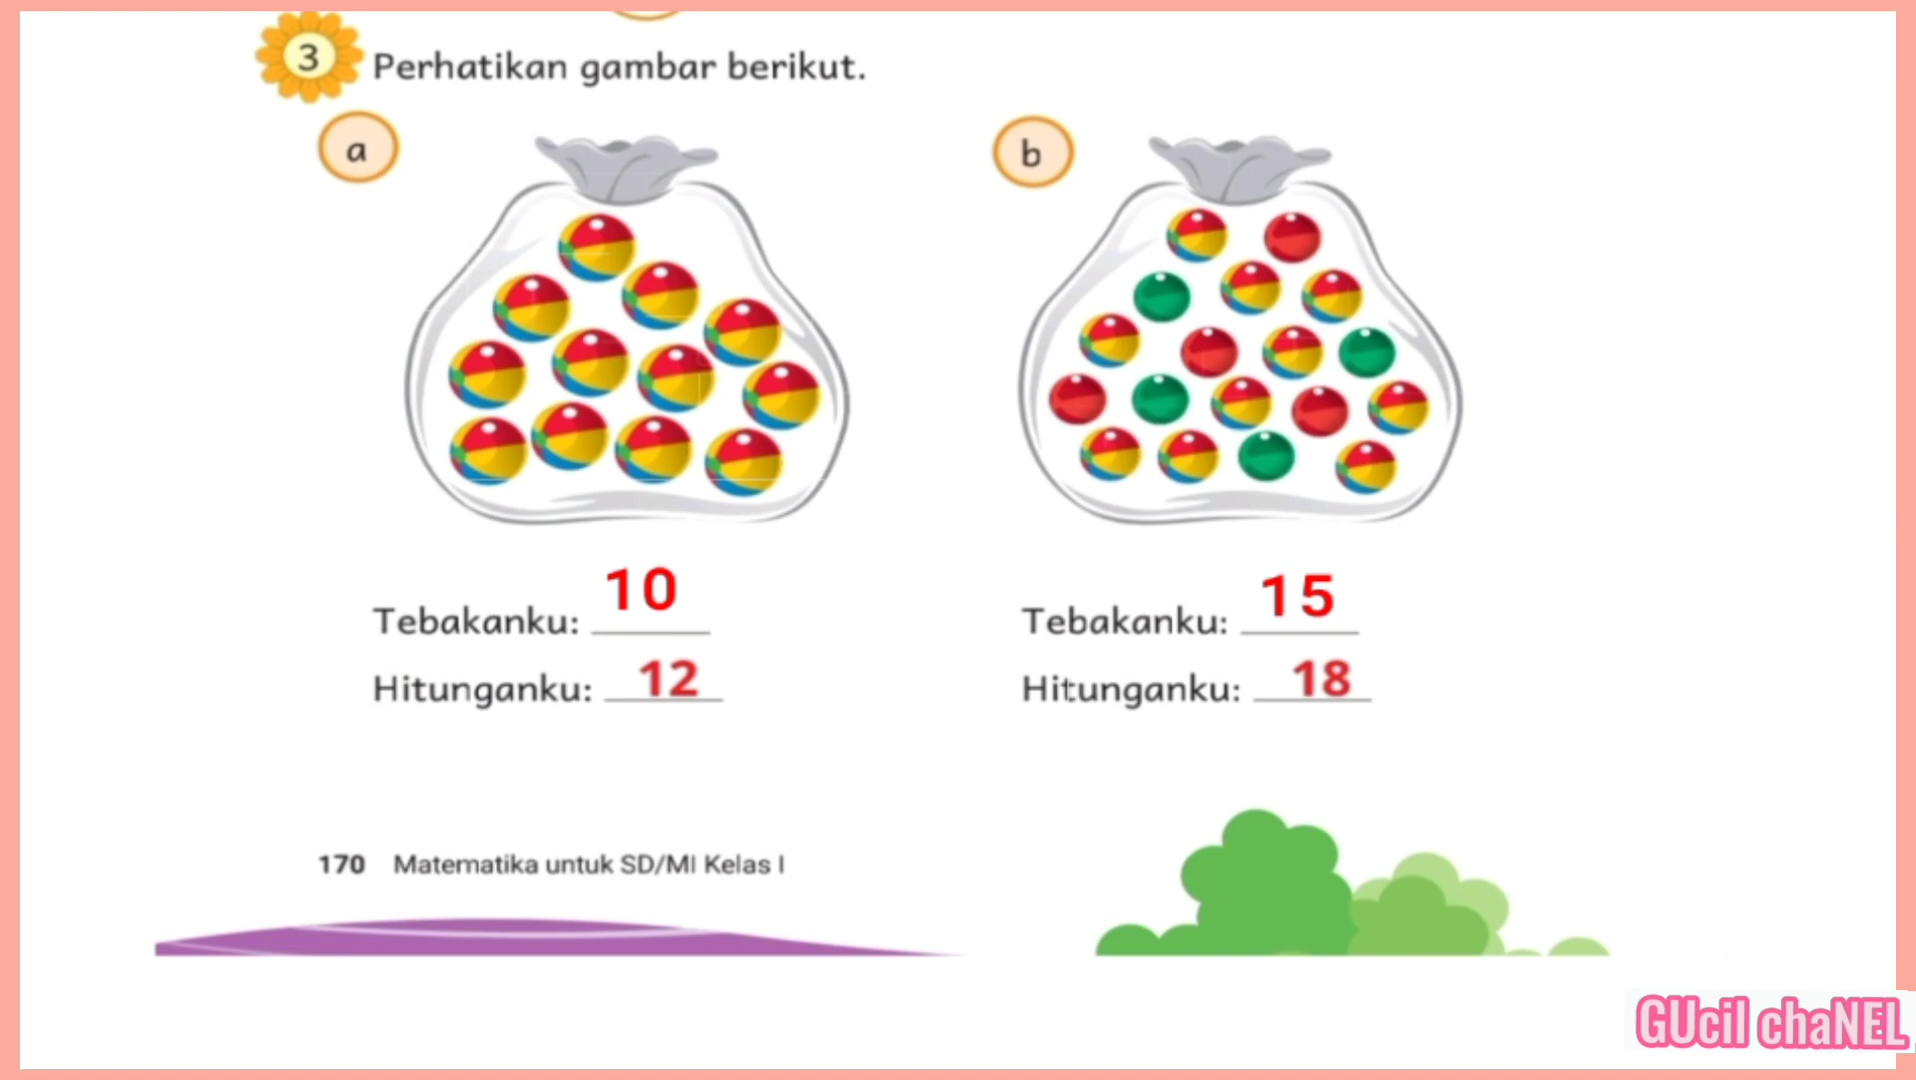 3 Perhatikan gambar berikut.
a
b
Tebakanku: 10
Hitunganku: 12
Tebakanku: 15
Hitunganku: 18
170 Matematika untuk SD/MI Kelas I
GUcil chaNEL